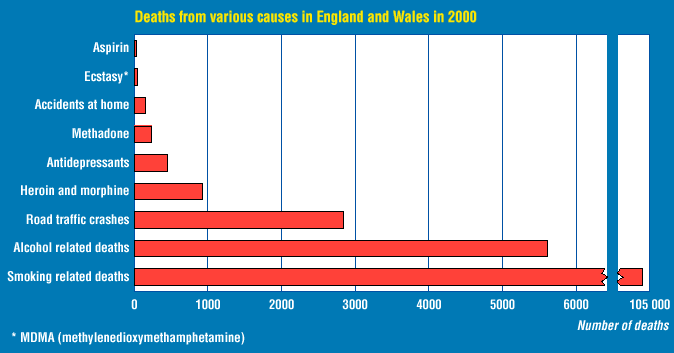 Deaths from various causes in England and Wales in 2000
Aspirin
Ecstasy*
Accidents at home
Methadone
Antidepressants
Heroin and morphine
Road traffic crashes
Alcohol related deaths
Smoking related deaths
0 1000 2000 3000 4000 5000 6000 105 000
Number of deaths
* MDMA (methylenedioxymethamphetamine)